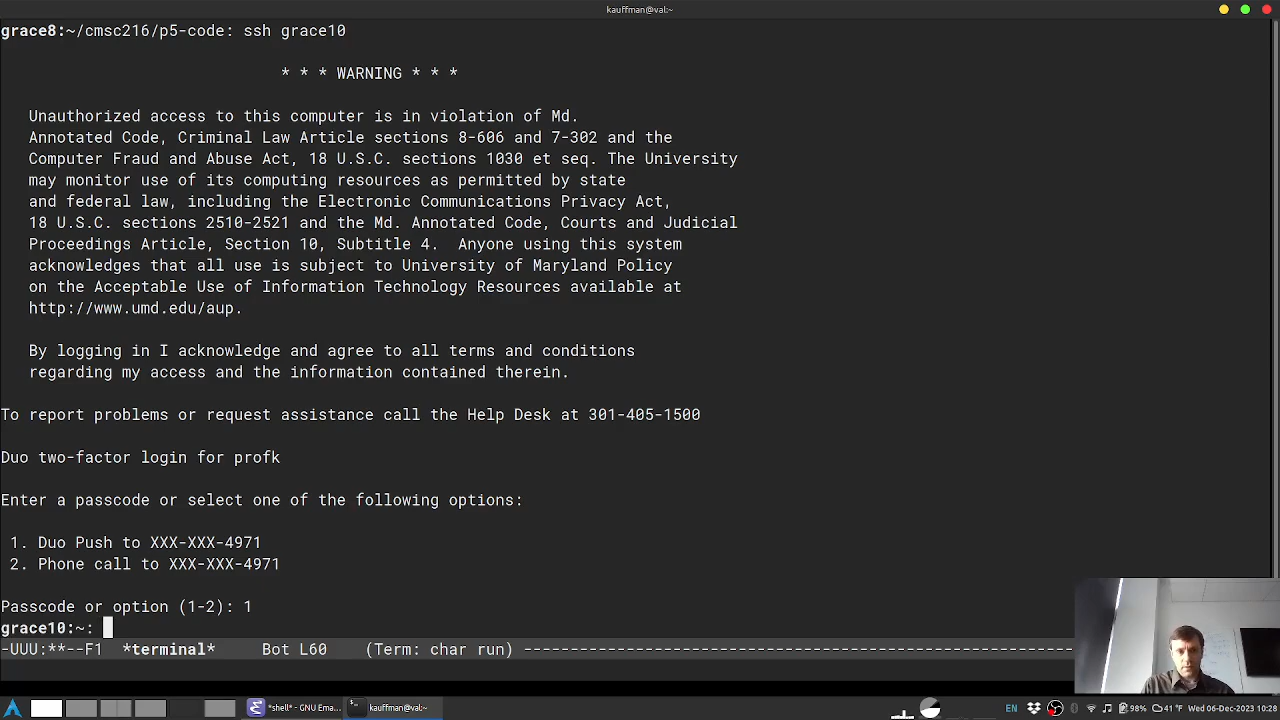 kauffman@val:~
grace8:~/cmsc216/p5-code: ssh grace10
* * * WARNING * * *
Unauthorized access to this computer is in violation of Md.
Annotated Code, Criminal Law Article sections 8-606 and 7-302 and the
Computer Fraud and Abuse Act, 18 U.S.C. sections 1030 et seq. The University
may monitor use of its computing resources as permitted by state
and federal law, including the Electronic Communications Privacy Act,
18 U.S.C. sections 2510-2521 and the Md. Annotated Code, Courts and Judicial
Proceedings Article, Section 10, Subtitle 4.  Anyone using this system
acknowledges that all use is subject to University of Maryland Policy
on the Acceptable Use of Information Technology Resources available at
http://www.umd.edu/aup.
By logging in I acknowledge and agree to all terms and conditions
regarding my access and the information contained therein.
To report problems or request assistance call the Help Desk at 301-405-1500
Duo two-factor login for profk
Enter a passcode or select one of the following options:
1. Duo Push to XXX-XXX-4971
2. Phone call to XXX-XXX-4971
Passcode or option (1-2): 1
grace10:~:
-UUU:**--F1  *terminal*     Bot L60    (Term: char run) ------------------------------------------------------------
*shell* - GNU Ema... kauffman@val:~ EN 98% 41°F Wed 06-Dec-2023 10:28